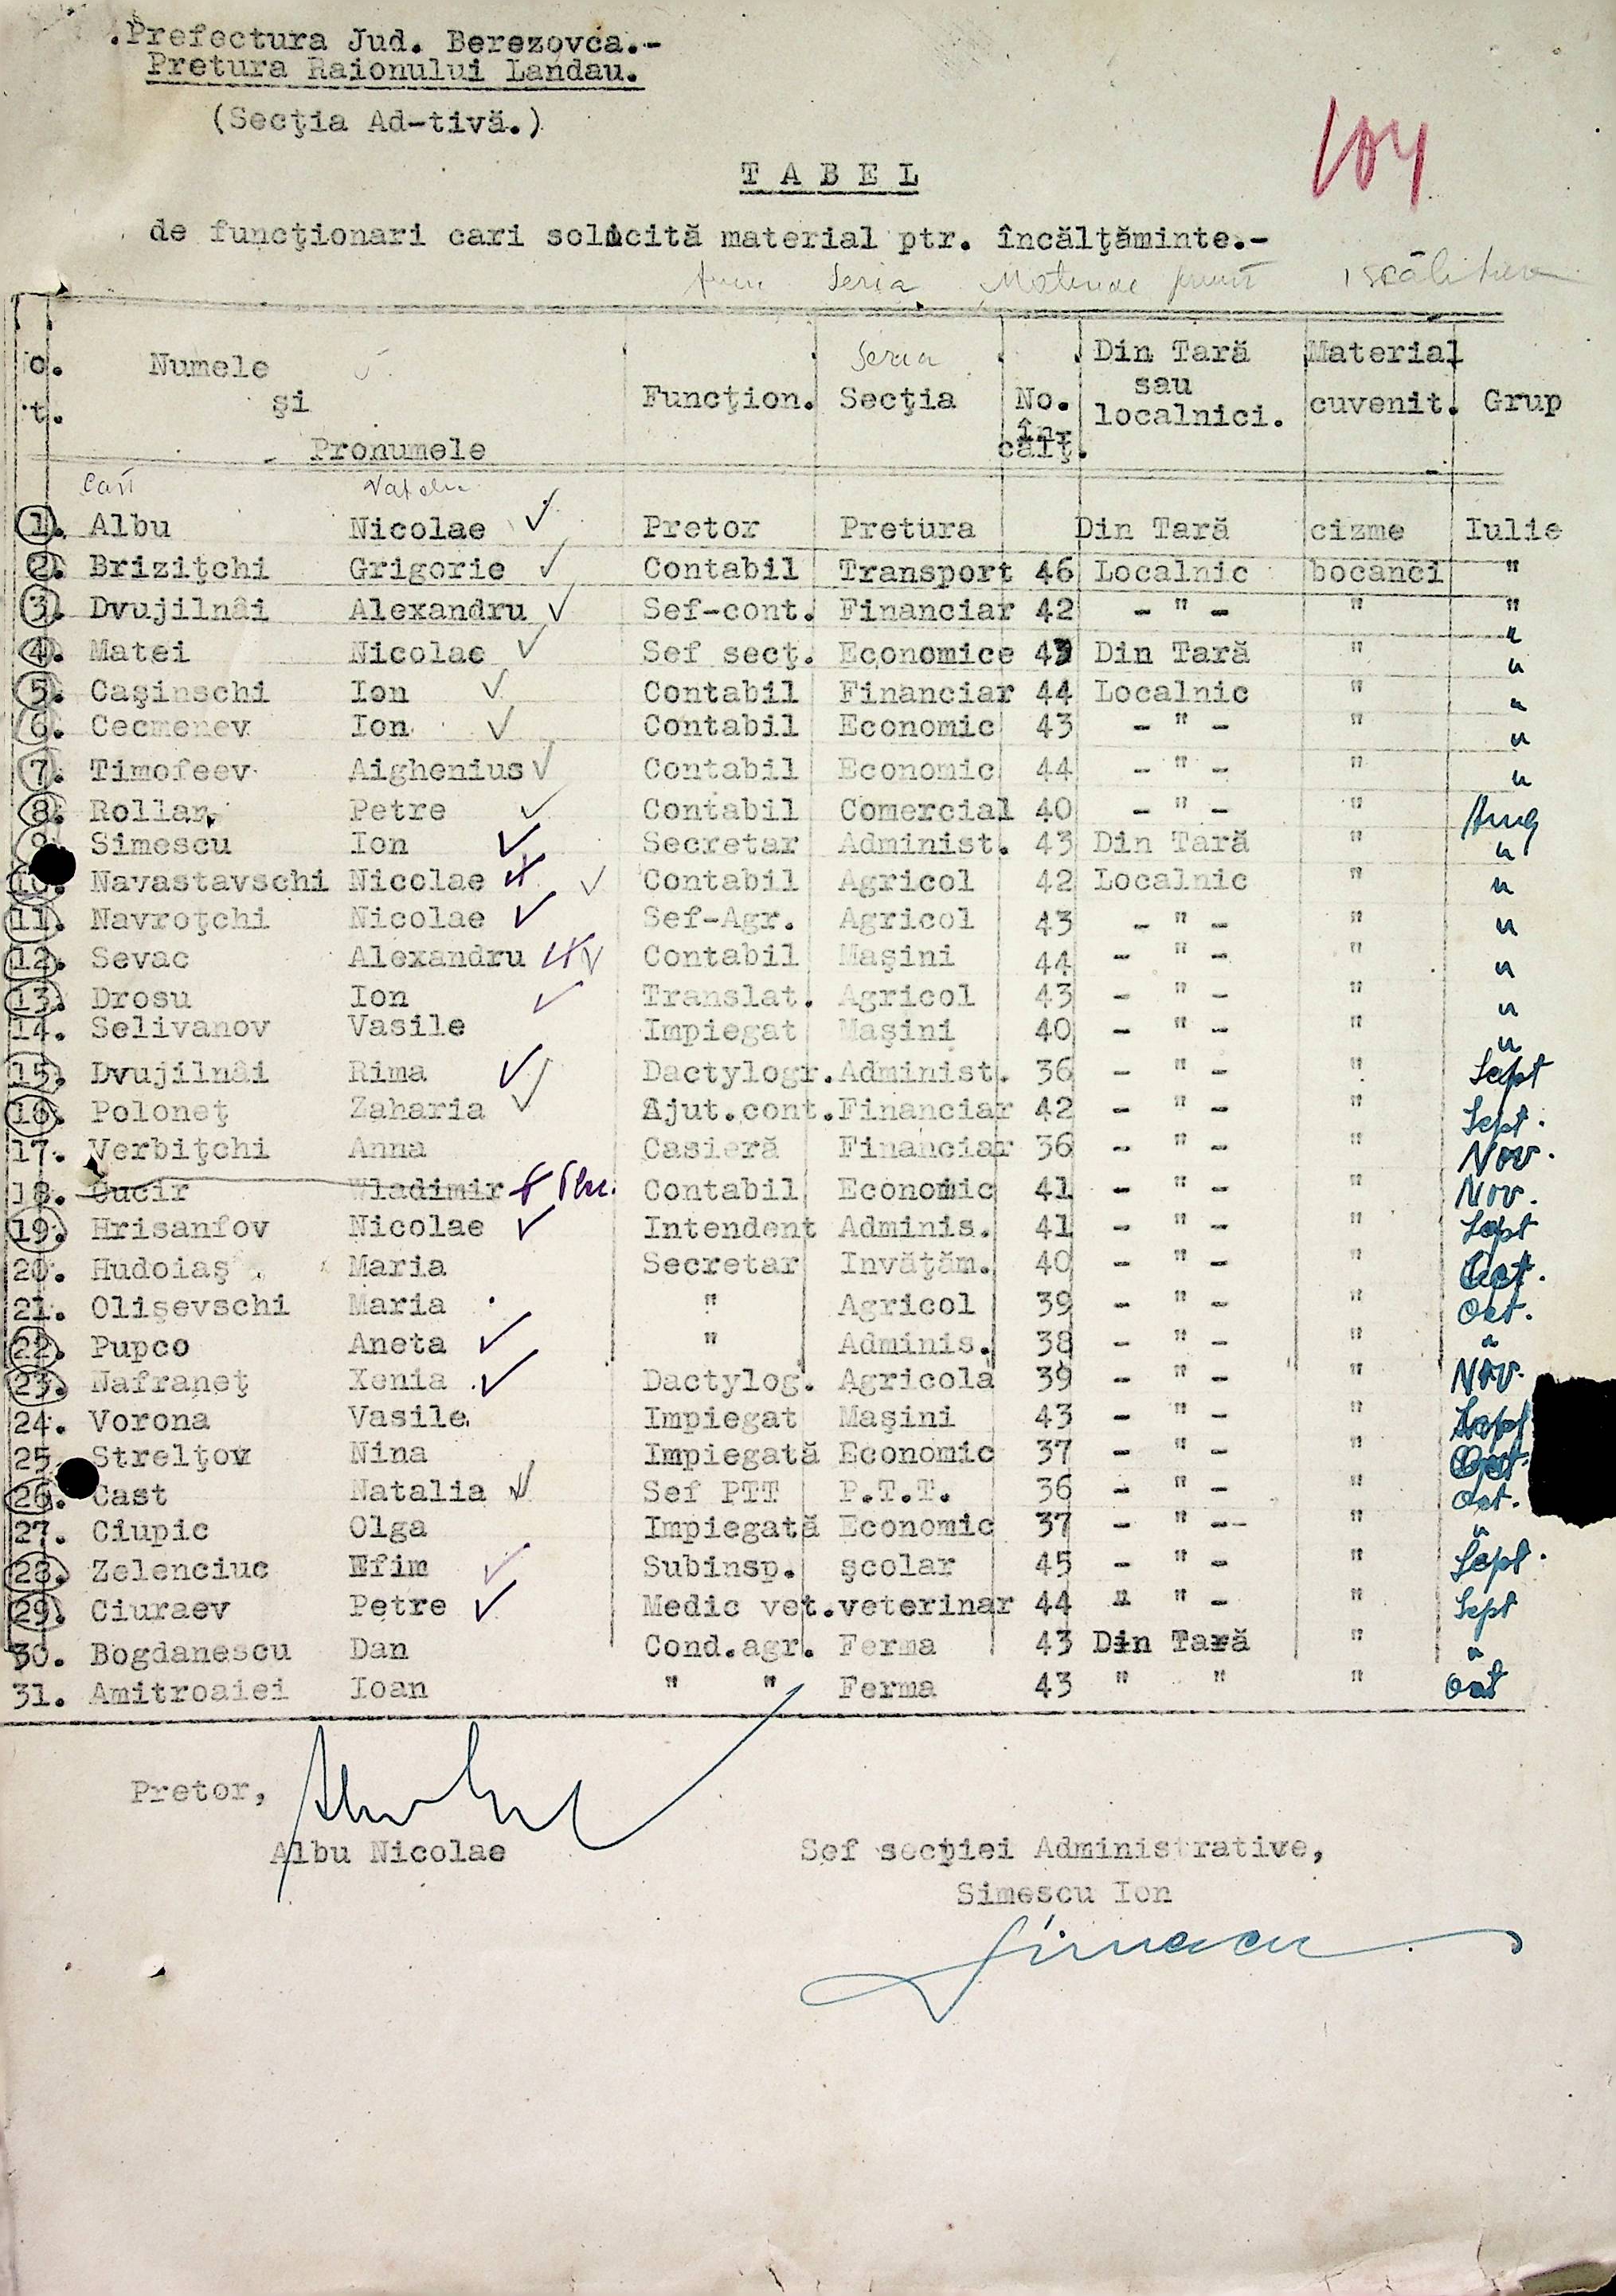 .Prefectura Jud. Berezovca.-
Pretura Raionului Landau.
(Secţia Ad-tivă.)
104
T A B E L
de funcţionari cari solicită material ptr. încălţăminte.-
Seria iscălitura
Numele şi Pronumele Funcţion. Seria Secţia No. în- călţ. Din Tară sau localnici. Material cuvenit. Grup
1. Albu Nicolae ✓ Pretor Pretura Din Tară cizme Iulie
2. Briziţchi Grigorie ✓ Contabil Transport 46 Localnic bocanci "
3. Dvujilnâi Alexandru ✓ Sef-cont. Financiar 42 - " - " "
4. Matei Nicolae ✓ Sef secţ. Economice 43 Din Tară " "
5. Caşinschi Ion ✓ Contabil Financiar 44 Localnic " "
6. Cecmenev Ion ✓ Contabil Economic 43 - " - " "
7. Timofeev Aighenius ✓ Contabil Economic 44 - " - " "
8. Rollar Petre ✓ Contabil Comercial 40 - " - " Aug
9. Simescu Ion ✓ Secretar Administ. 43 Din Tară " "
10. Navastavschi Nicolae ✓ Contabil Agricol 42 Localnic " "
11. Navroţchi Nicolae ✓ Sef-Agr. Agricol 43 - " - " "
12. Sevac Alexandru ✓ Contabil Maşini 44 - " - " "
13. Drosu Ion ✓ Translat. Agricol 43 - " - " "
14. Selivanov Vasile Impiegat Maşini 40 - " - " "
15. Dvujilnâi Rima ✓ Dactylogr. Administ. 36 - " - " Sept
16. Poloneţ Zaharia ✓ Ajut.cont. Financiar 42 - " - " Sept.
17. Verbiţchi Anna Casieră Financiar 36 - " - " Nov.
18. Cucir Wladimir Contabil Economic 41 - " - " Nov.
19. Hrisanfov Nicolae ✓ Intendent Adminis. 41 - " - " Sept
20. Hudoiaş Maria Secretar Invăţăm. 40 - " - " Oct.
21. Olişevschi Maria " Agricol 39 - " - " Oct.
22. Pupco Aneta ✓ " Adminis. 38 - " - " "
23. Nafraneţ Xenia ✓ Dactylog. Agricola 39 - " - " Nov.
24. Vorona Vasile Impiegat Maşini 43 - " - " Sept
25. Strelţov Nina Impiegată Economic 37 - " - " Oct.
26. Cast Natalia ✓ Sef PTT P.T.T. 36 - " - " Oct.
27. Ciupic Olga Impiegată Economic 37 - " -- " "
28. Zelenciuc Efim ✓ Subinsp. şcolar 45 - " - " Sept.
29. Ciuraev Petre ✓ Medic vet. veterinar 44 " " - " Sept
30. Bogdanescu Dan Cond.agr. Ferma 43 Din Tară " "
31. Amitroaiei Ioan " " Ferma 43 " " " Oct
Pretor,
Albu Nicolae
Sef secţiei Administrative,
Simescu Ion